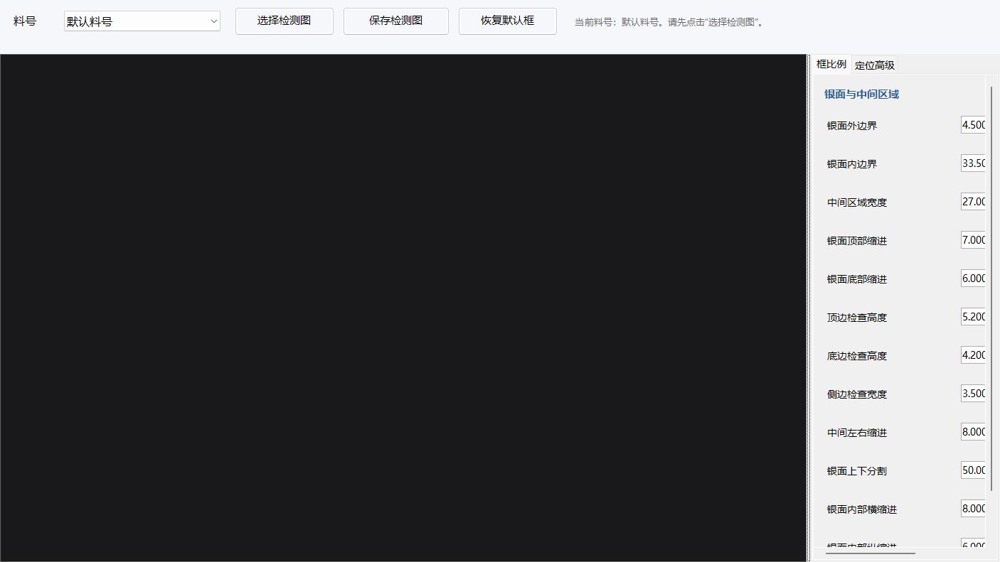 料号 默认料号 选择检测图 保存检测图 恢复默认框 当前料号：默认料号。请先点击“选择检测图”。
框比例 定位高级
银面与中间区域
银面外边界 4.500
银面内边界 33.50
中间区域宽度 27.00
银面顶部缩进 7.000
银面底部缩进 6.000
顶边检查高度 5.200
底边检查高度 4.200
侧边检查宽度 3.500
中间左右缩进 8.000
银面上下分割 50.00
银面内部横缩进 8.000
银面内部纵缩进 6.000